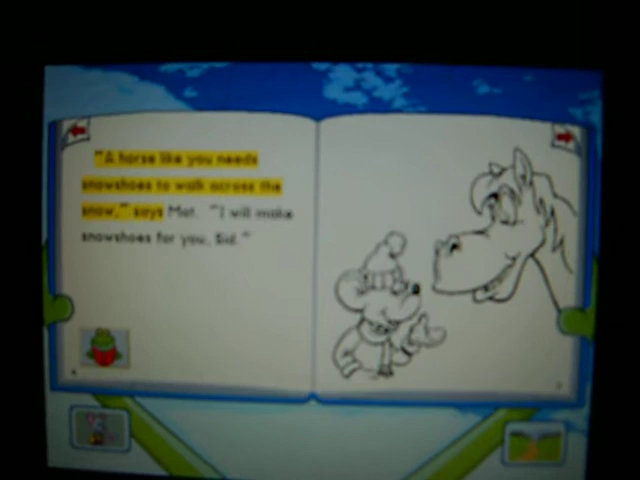 "A horse like you needs
snowshoes to walk across the
snow," says Mat. "I will make
snowshoes for you, Sid."